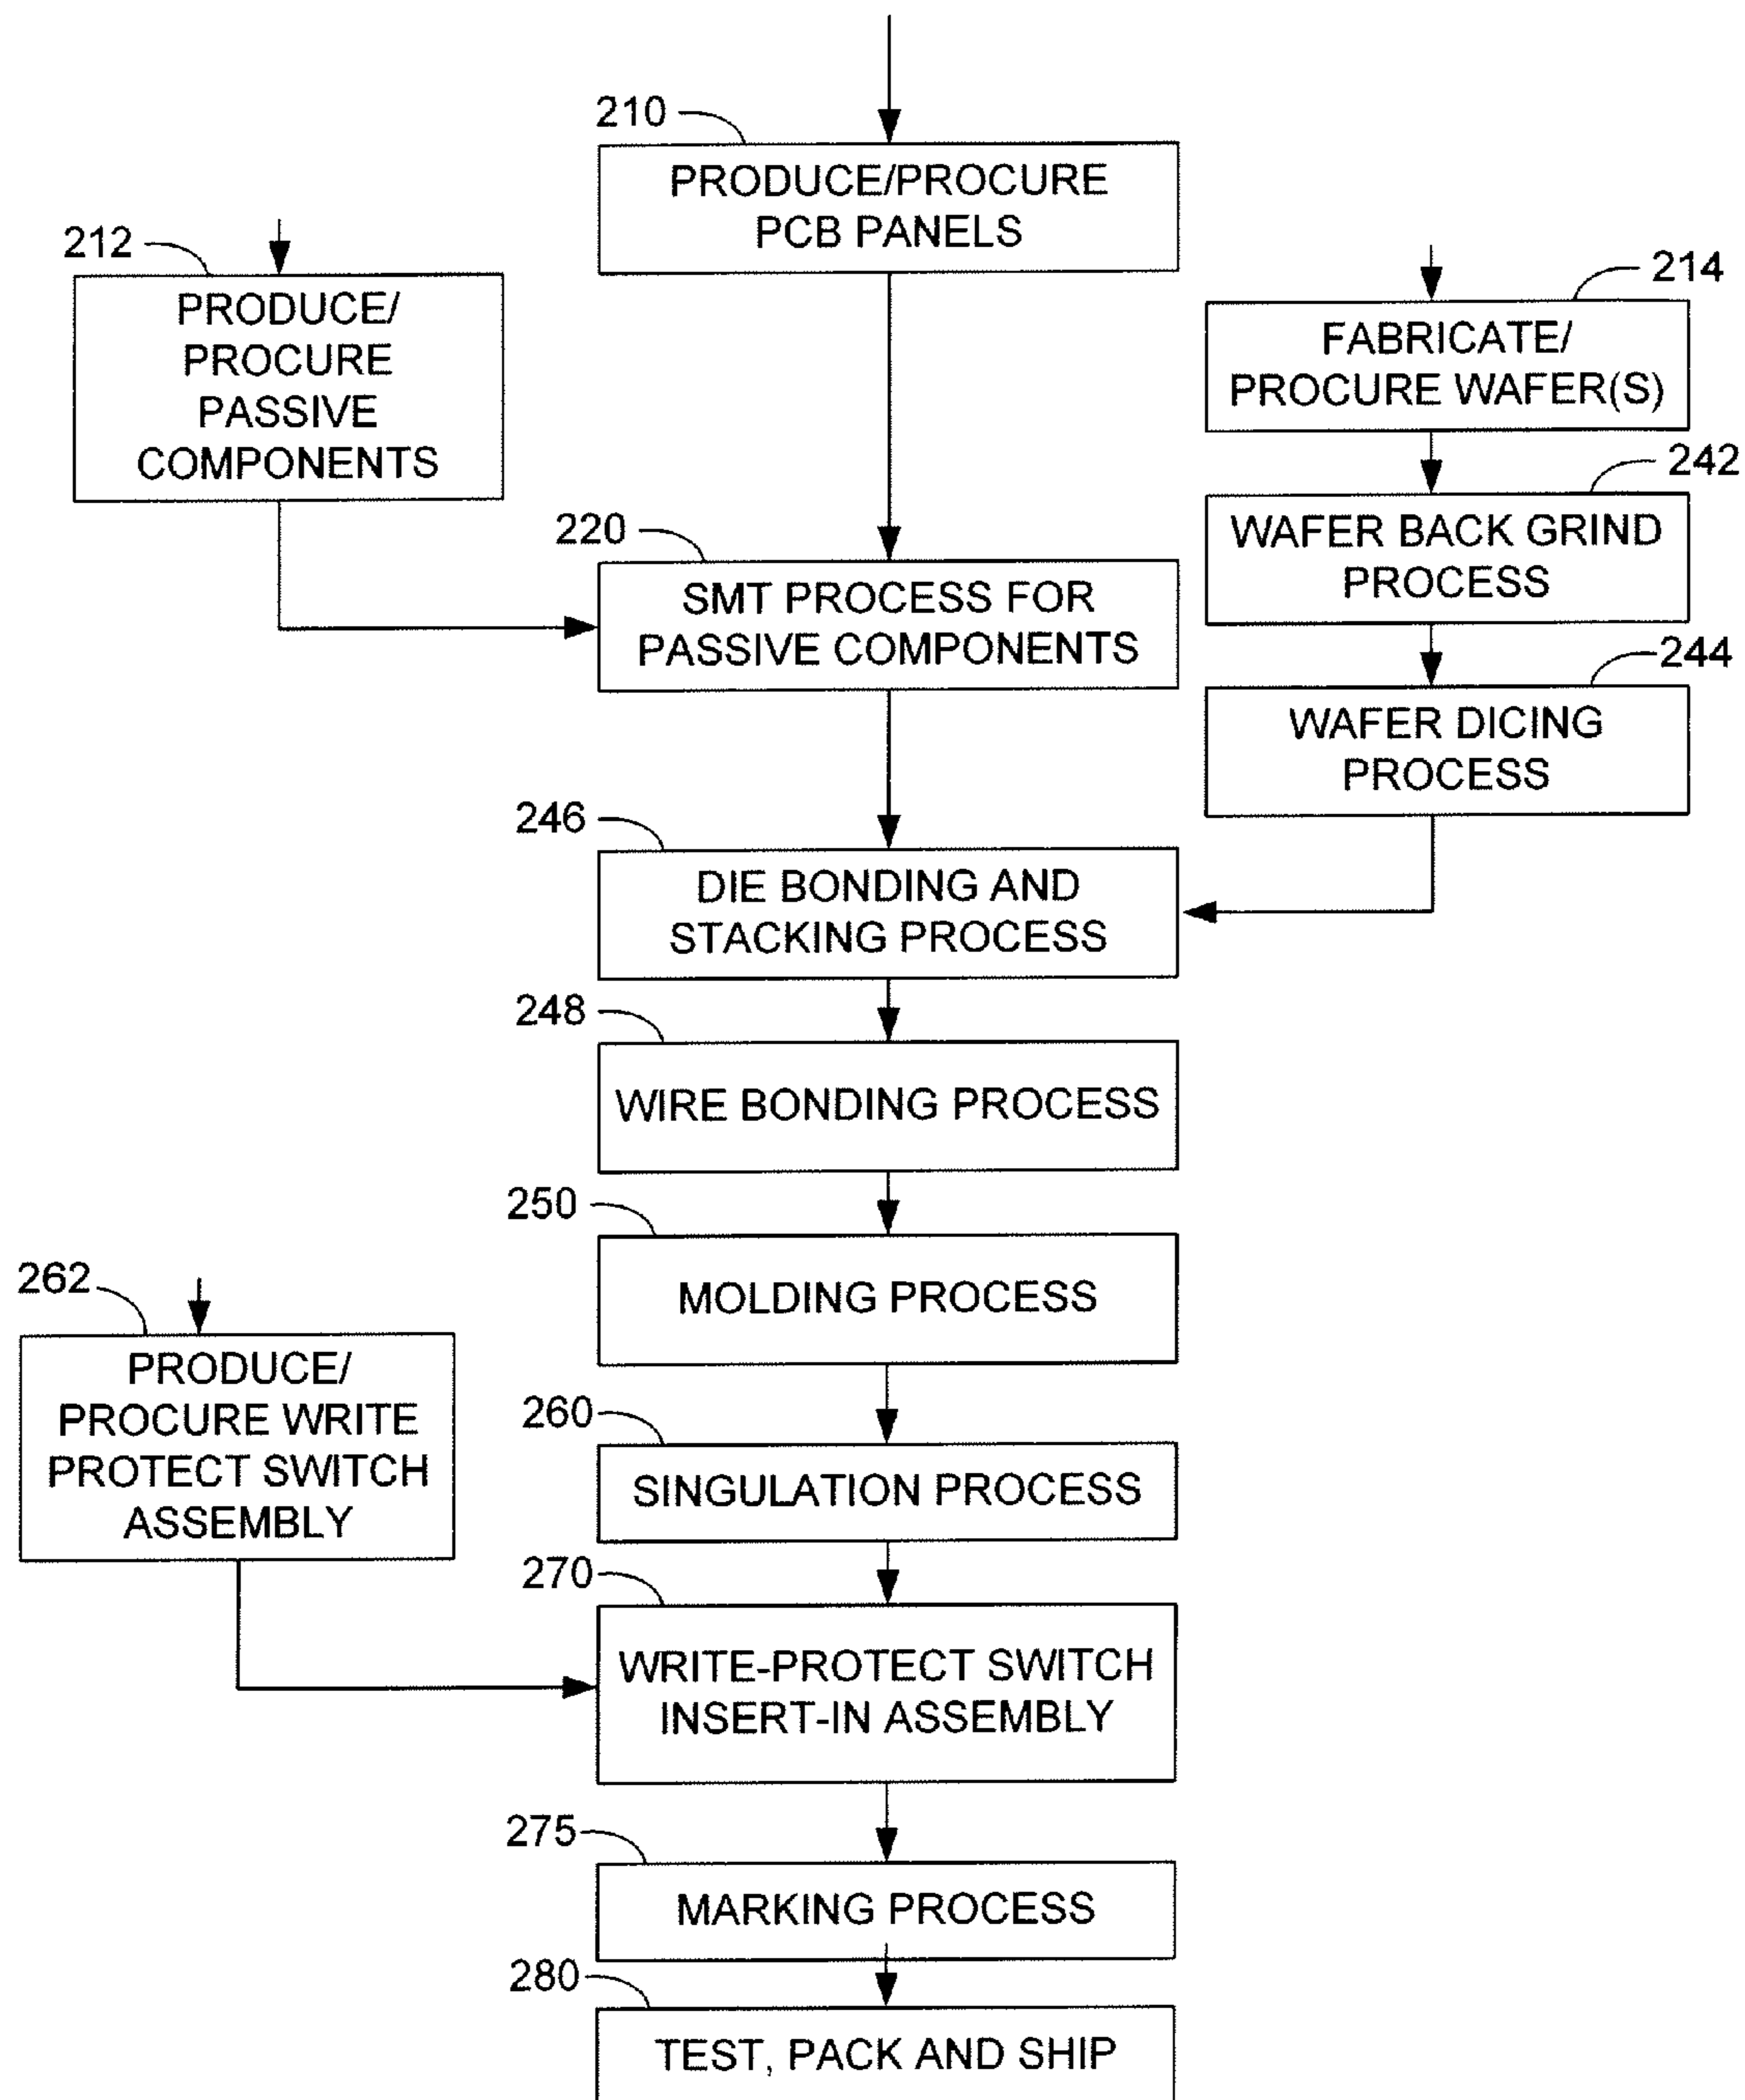 210
PRODUCE/PROCURE
PCB PANELS
212
PRODUCE/
PROCURE
PASSIVE
COMPONENTS
214
FABRICATE/
PROCURE WAFER(S)
242
WAFER BACK GRIND
PROCESS
220
SMT PROCESS FOR
PASSIVE COMPONENTS
244
WAFER DICING
PROCESS
246
DIE BONDING AND
STACKING PROCESS
248
WIRE BONDING PROCESS
250
MOLDING PROCESS
262
PRODUCE/
PROCURE WRITE
PROTECT SWITCH
ASSEMBLY
260
SINGULATION PROCESS
270
WRITE-PROTECT SWITCH
INSERT-IN ASSEMBLY
275
MARKING PROCESS
280
TEST, PACK AND SHIP